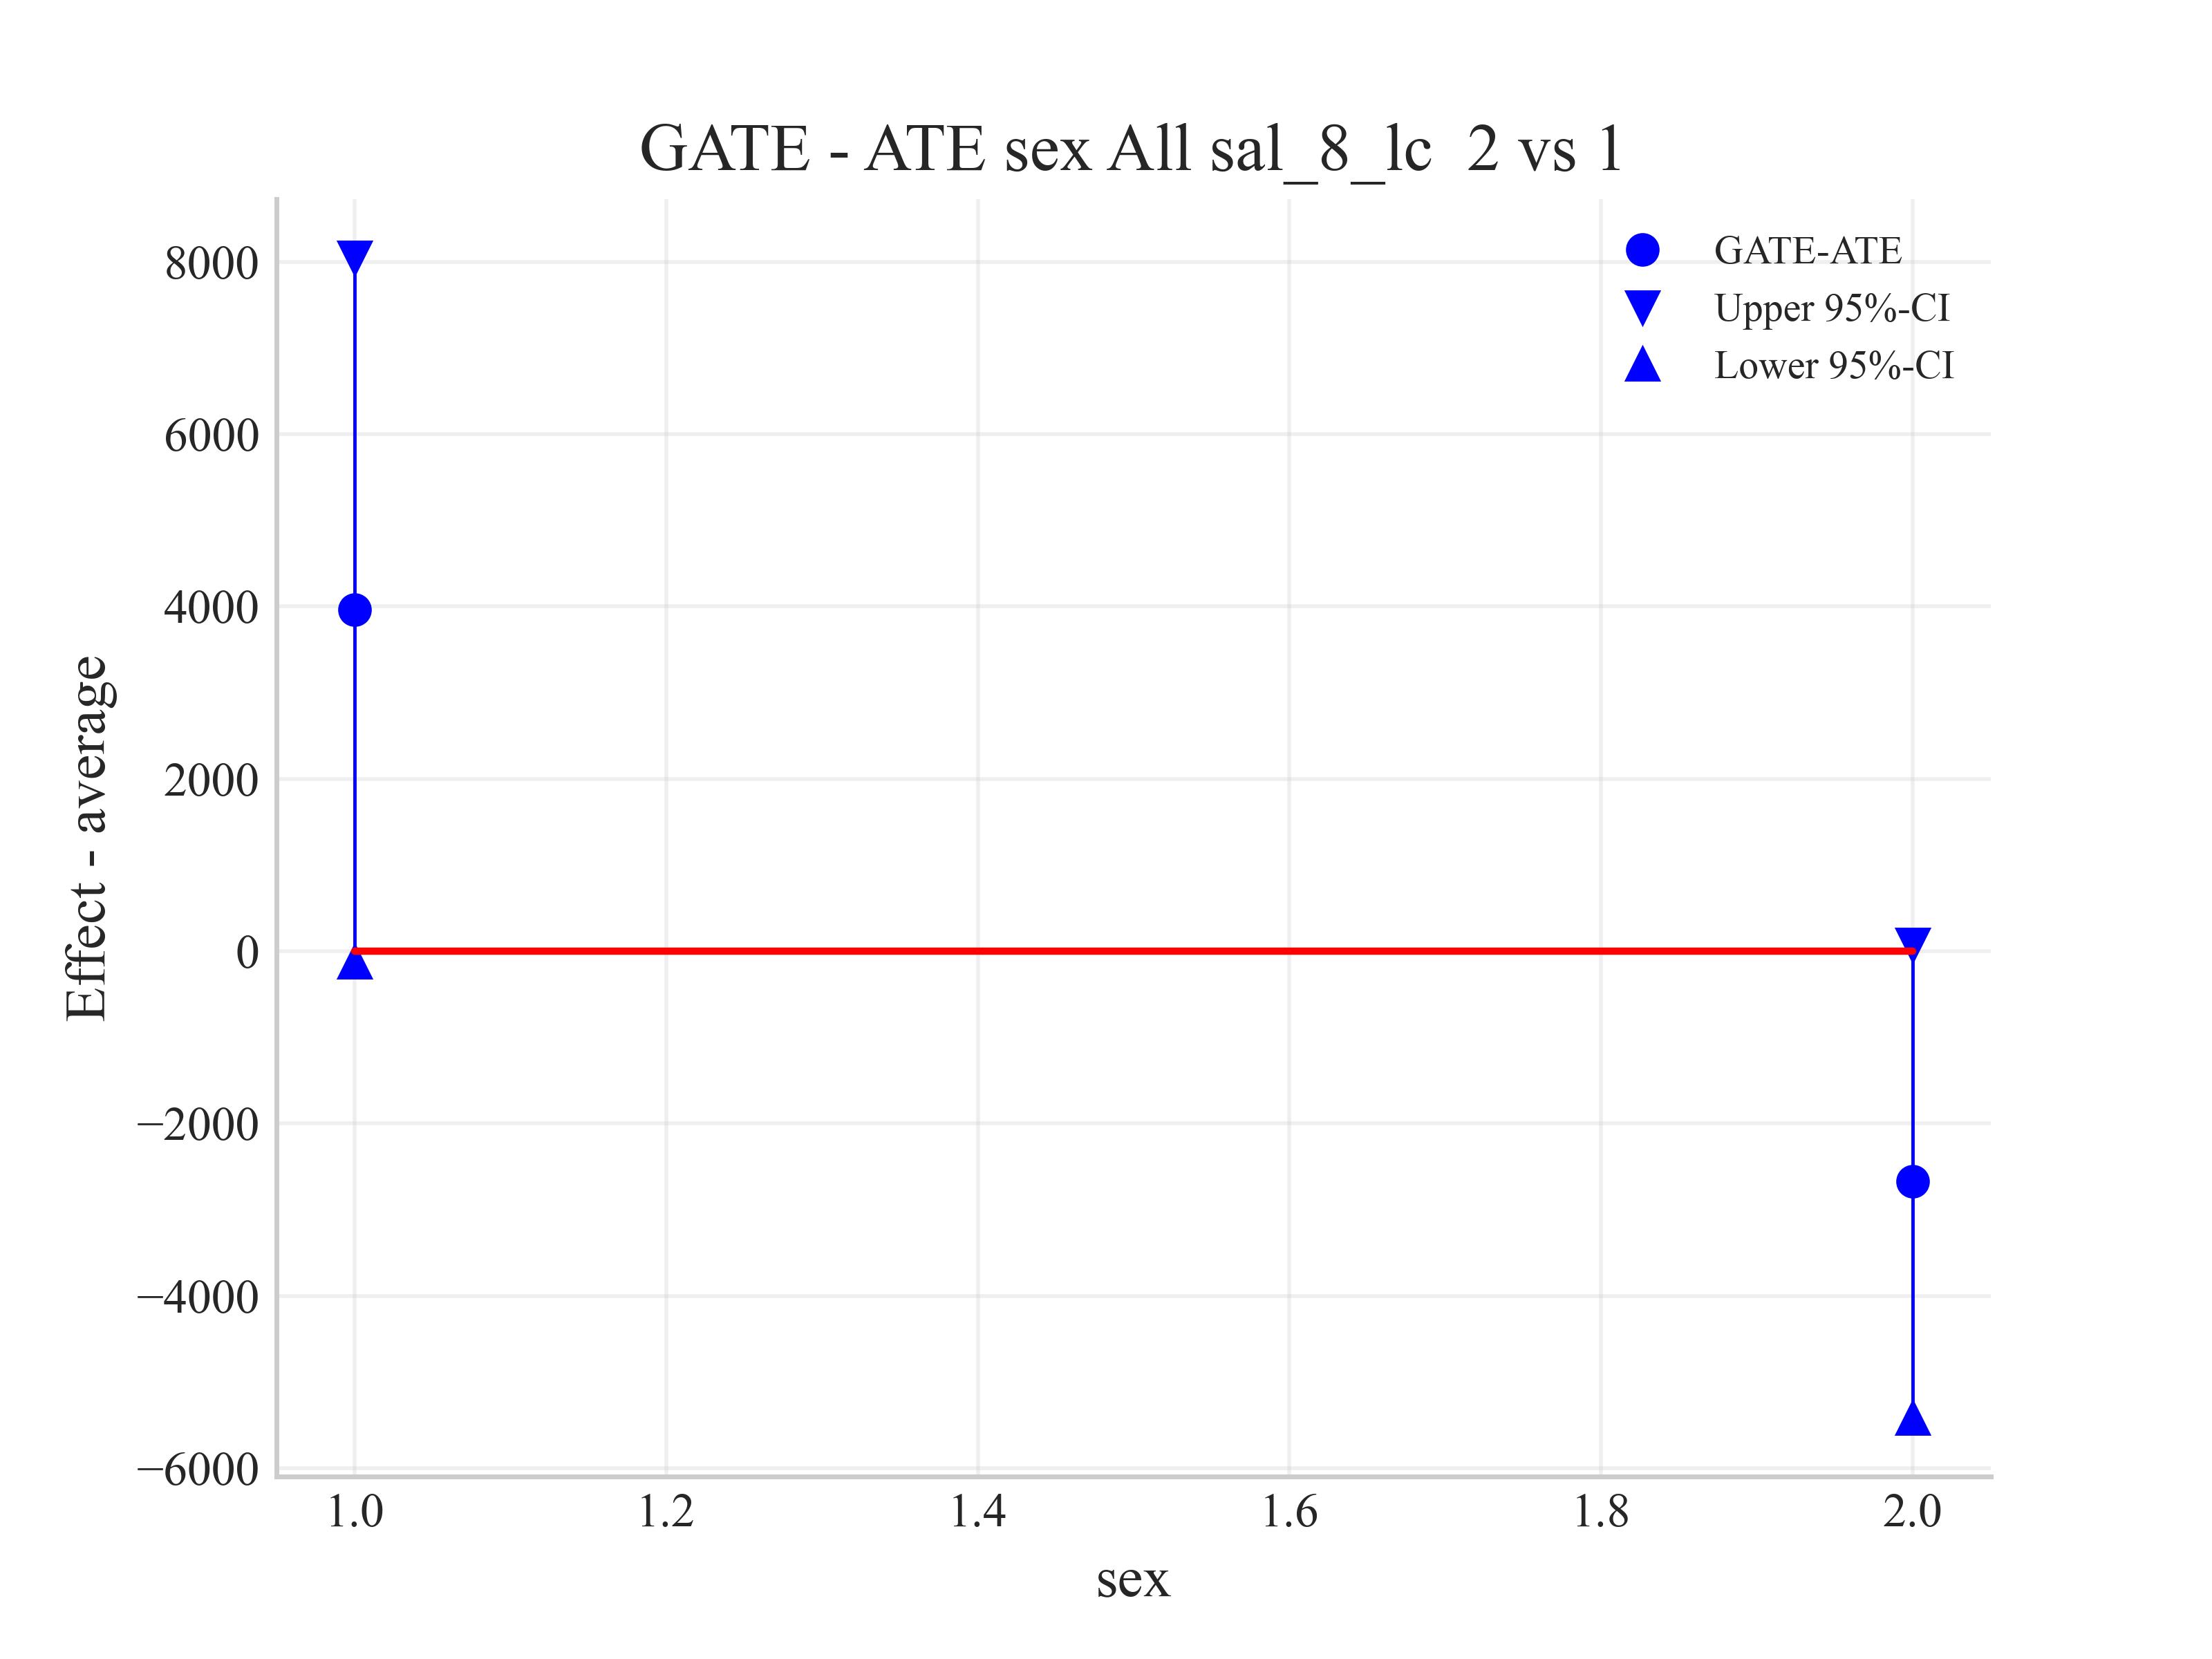 GATE - ATE sex All sal_8_lc  2 vs 1
GATE-ATE
Upper 95%-CI
Lower 95%-CI
Effect - average
8000
6000
4000
2000
0
−2000
−4000
−6000
1.0 1.2 1.4 1.6 1.8 2.0
sex